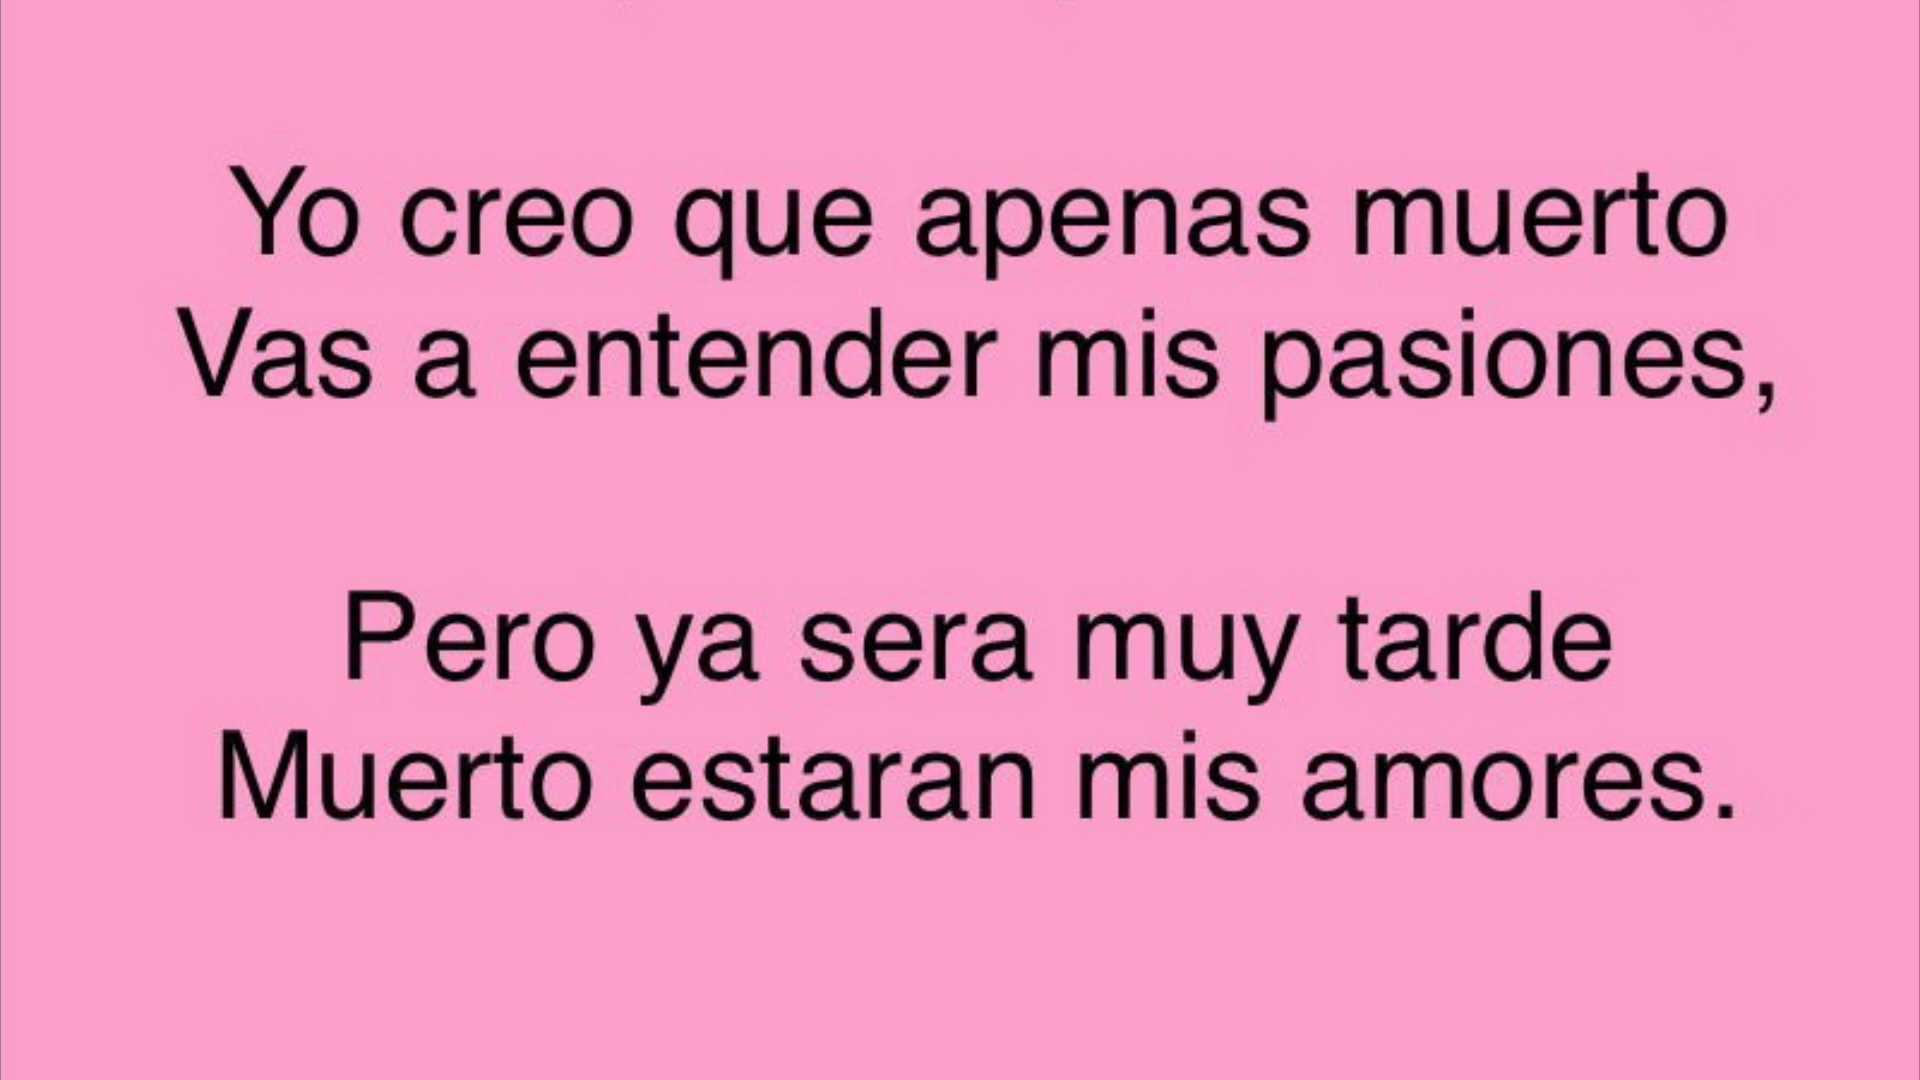 Yo creo que apenas muerto
Vas a entender mis pasiones,
Pero ya sera muy tarde
Muerto estaran mis amores.